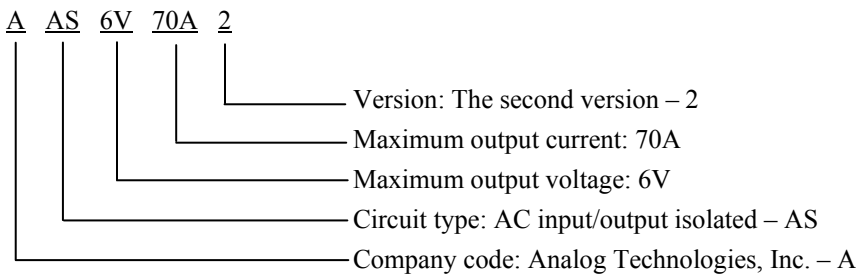 A AS 6V 70A 2
Version: The second version – 2
Maximum output current: 70A
Maximum output voltage: 6V
Circuit type: AC input/output isolated – AS
Company code: Analog Technologies, Inc. – A